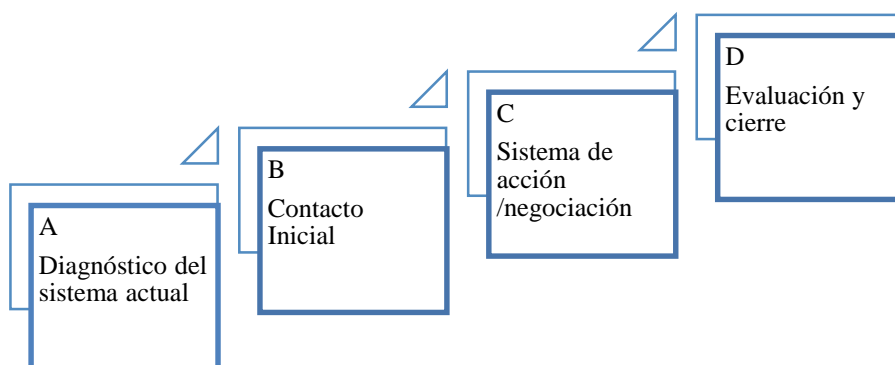 A
Diagnóstico del
sistema actual
B
Contacto
Inicial
C
Sistema de
acción
/negociación
D
Evaluación y
cierre